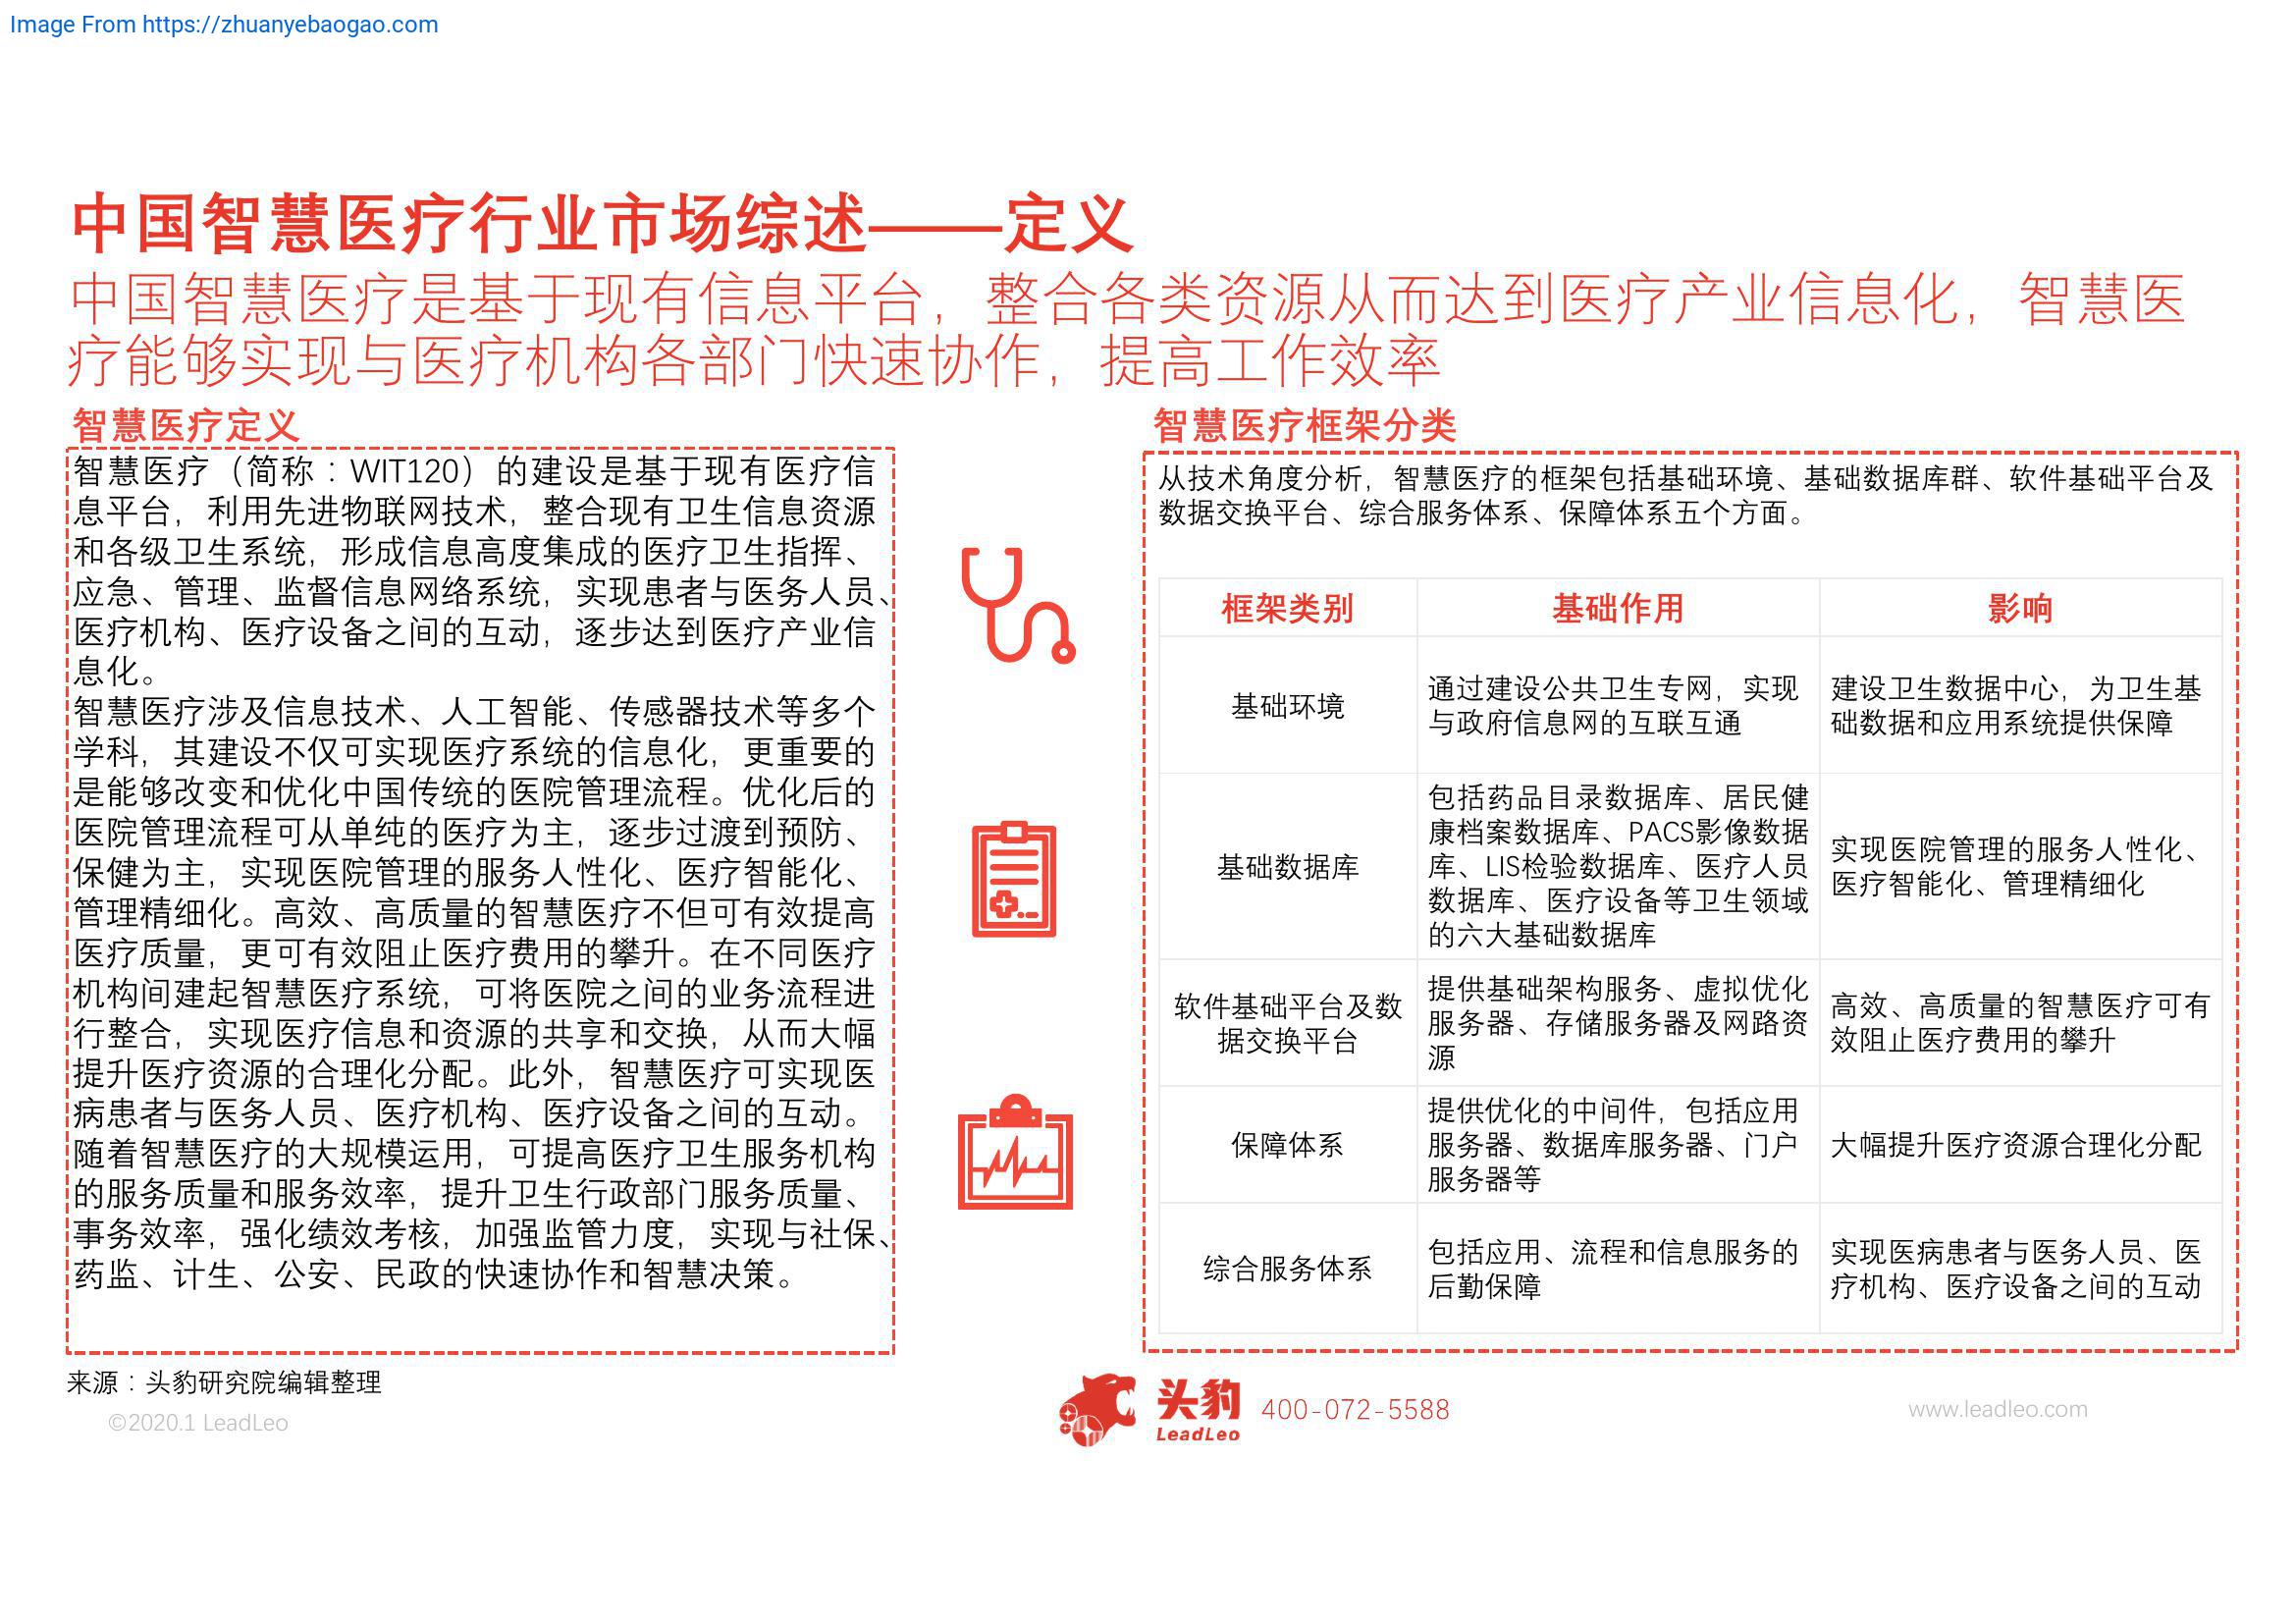 Image From https://zhuanyebaogao.com
中国智慧医疗行业市场综述——定义
中国智慧医疗是基于现有信息平台，整合各类资源从而达到医疗产业信息化，智慧医
疗能够实现与医疗机构各部门快速协作，提高工作效率
智慧医疗定义
智慧医疗（简称：WIT120）的建设是基于现有医疗信
息平台，利用先进物联网技术，整合现有卫生信息资源
和各级卫生系统，形成信息高度集成的医疗卫生指挥、
应急、管理、监督信息网络系统，实现患者与医务人员、
医疗机构、医疗设备之间的互动，逐步达到医疗产业信
息化。
智慧医疗涉及信息技术、人工智能、传感器技术等多个
学科，其建设不仅可实现医疗系统的信息化，更重要的
是能够改变和优化中国传统的医院管理流程。优化后的
医院管理流程可从单纯的医疗为主，逐步过渡到预防、
保健为主，实现医院管理的服务人性化、医疗智能化、
管理精细化。高效、高质量的智慧医疗不但可有效提高
医疗质量，更可有效阻止医疗费用的攀升。在不同医疗
机构间建起智慧医疗系统，可将医院之间的业务流程进
行整合，实现医疗信息和资源的共享和交换，从而大幅
提升医疗资源的合理化分配。此外，智慧医疗可实现医
病患者与医务人员、医疗机构、医疗设备之间的互动。
随着智慧医疗的大规模运用，可提高医疗卫生服务机构
的服务质量和服务效率，提升卫生行政部门服务质量、
事务效率，强化绩效考核，加强监管力度，实现与社保、
药监、计生、公安、民政的快速协作和智慧决策。
智慧医疗框架分类
从技术角度分析，智慧医疗的框架包括基础环境、基础数据库群、软件基础平台及
数据交换平台、综合服务体系、保障体系五个方面。
框架类别
基础作用
影响
基础环境
通过建设公共卫生专网，实现
与政府信息网的互联互通
建设卫生数据中心，为卫生基
础数据和应用系统提供保障
基础数据库
包括药品目录数据库、居民健
康档案数据库、PACS影像数据
库、LIS检验数据库、医疗人员
数据库、医疗设备等卫生领域
的六大基础数据库
实现医院管理的服务人性化、
医疗智能化、管理精细化
软件基础平台及数
据交换平台
提供基础架构服务、虚拟优化
服务器、存储服务器及网路资
源
高效、高质量的智慧医疗可有
效阻止医疗费用的攀升
保障体系
提供优化的中间件，包括应用
服务器、数据库服务器、门户
服务器等
大幅提升医疗资源合理化分配
综合服务体系
包括应用、流程和信息服务的
后勤保障
实现医病患者与医务人员、医
疗机构、医疗设备之间的互动
来源：头豹研究院编辑整理
©2020.1 LeadLeo
头豹
LeadLeo
400-072-5588
www.leadleo.com